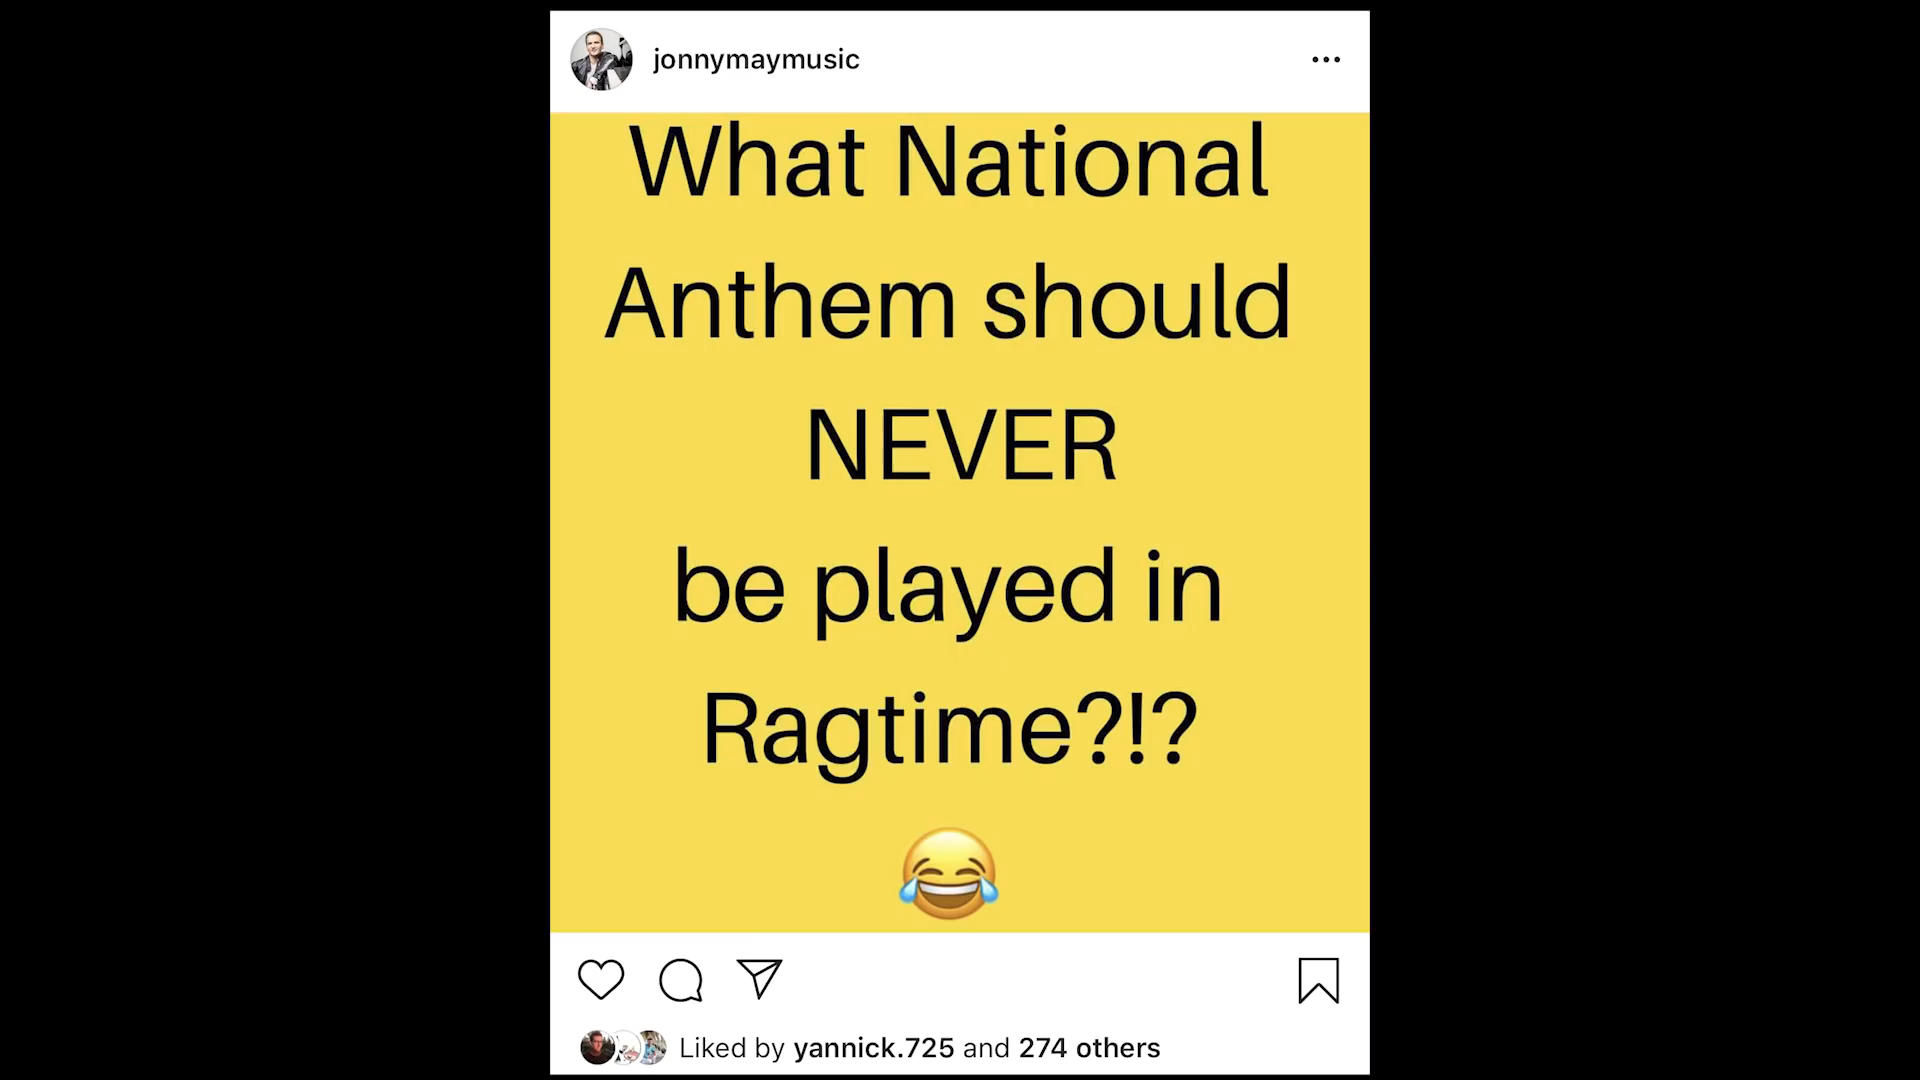 jonnymaymusic
What National
Anthem should
NEVER
be played in
Ragtime?!?
Liked by yannick.725 and 274 others